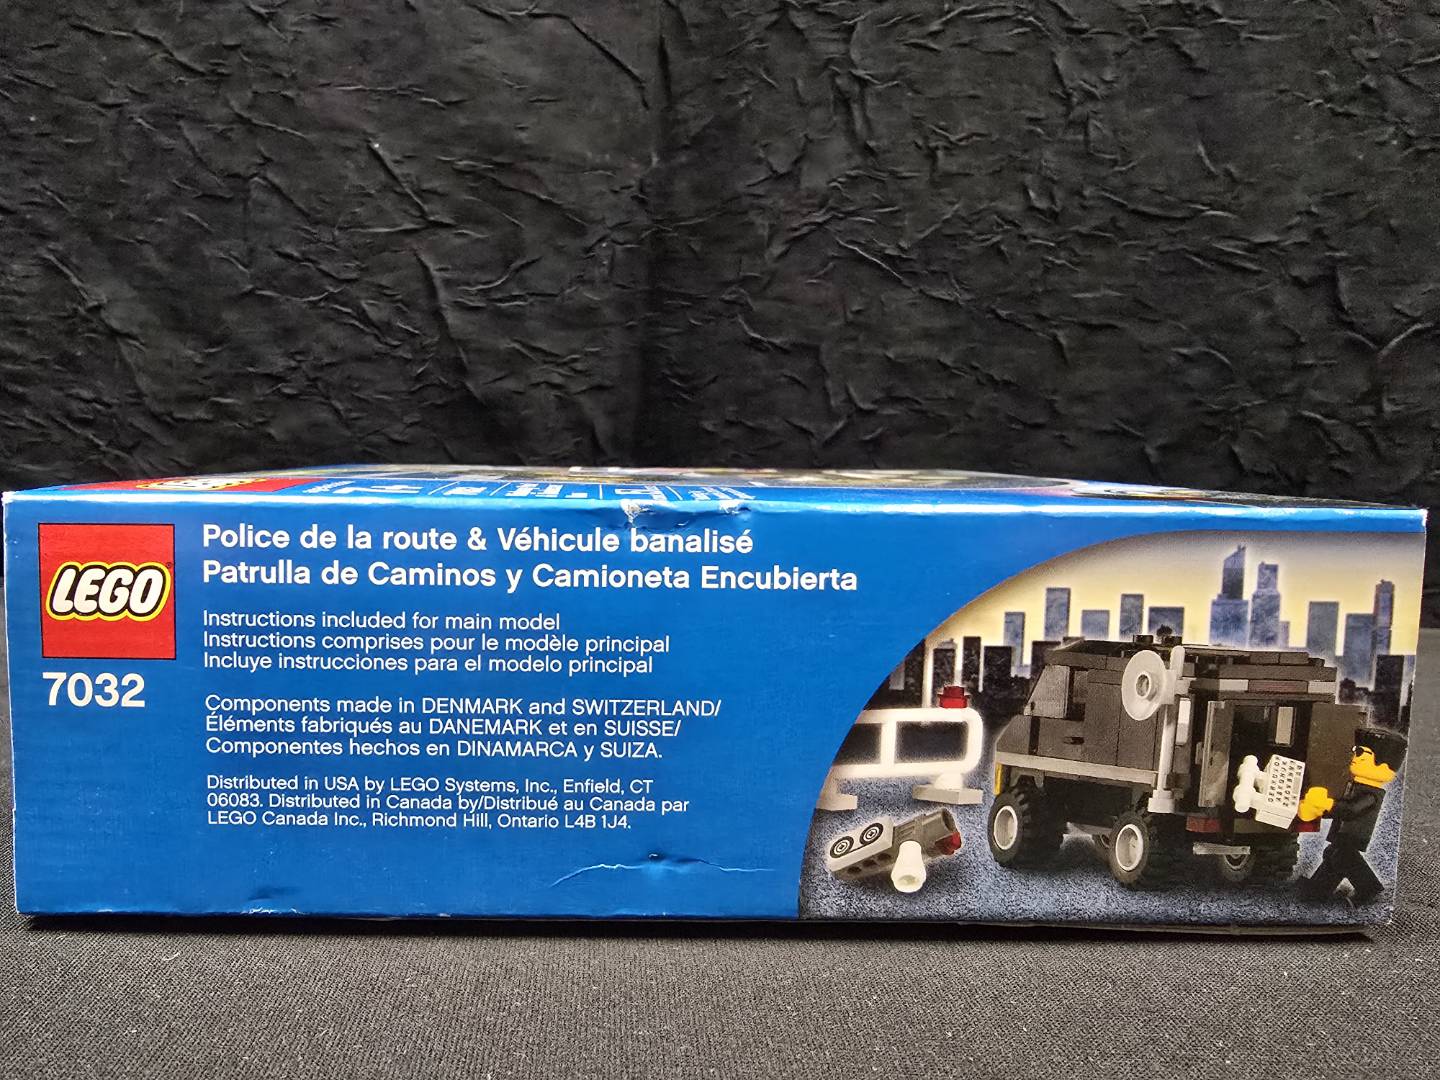 LEGO
7032
Police de la route & Véhicule banalisé
Patrulla de Caminos y Camioneta Encubierta
Instructions included for main model
Instructions comprises pour le modèle principal
Incluye instrucciones para el modelo principal
Components made in DENMARK and SWITZERLAND/
Éléments fabriqués au DANEMARK et en SUISSE/
Componentes hechos en DINAMARCA y SUIZA.
Distributed in USA by LEGO Systems, Inc., Enfield, CT
06083. Distributed in Canada by/Distribué au Canada par
LEGO Canada Inc., Richmond Hill, Ontario L4B 1J4.